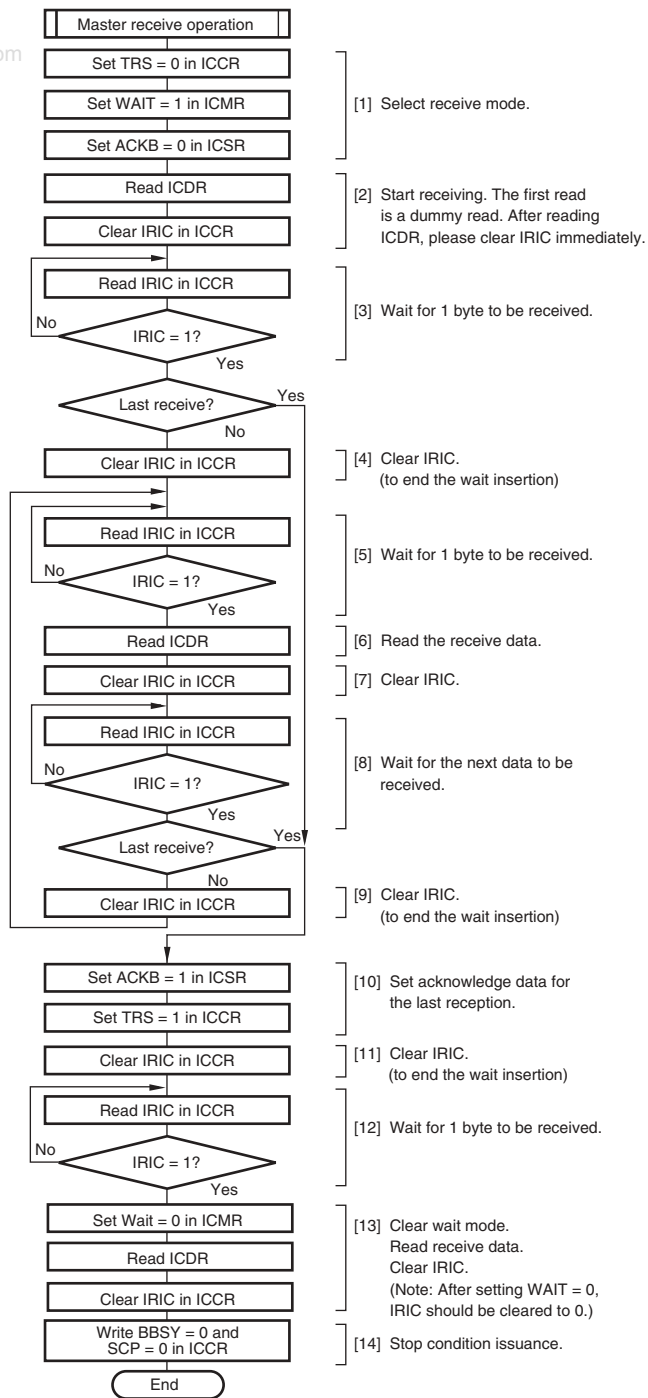 Master receive operation
om
Set TRS = 0 in ICCR
Set WAIT = 1 in ICMR
[1] Select receive mode.
Set ACKB = 0 in ICSR
Read ICDR
[2] Start receiving. The first read
is a dummy read. After reading
ICDR, please clear IRIC immediately.
Clear IRIC in ICCR
Read IRIC in ICCR
[3] Wait for 1 byte to be received.
No
IRIC = 1?
Yes
Last receive?
Yes
No
Clear IRIC in ICCR
[4] Clear IRIC.
(to end the wait insertion)
Read IRIC in ICCR
[5] Wait for 1 byte to be received.
No
IRIC = 1?
Yes
Read ICDR
[6] Read the receive data.
Clear IRIC in ICCR
[7] Clear IRIC.
Read IRIC in ICCR
[8] Wait for the next data to be
received.
No
IRIC = 1?
Yes
Last receive?
Yes
No
Clear IRIC in ICCR
[9] Clear IRIC.
(to end the wait insertion)
Set ACKB = 1 in ICSR
[10] Set acknowledge data for
the last reception.
Set TRS = 1 in ICCR
Clear IRIC in ICCR
[11] Clear IRIC.
(to end the wait insertion)
Read IRIC in ICCR
[12] Wait for 1 byte to be received.
No
IRIC = 1?
Yes
Set Wait = 0 in ICMR
[13] Clear wait mode.
Read receive data.
Clear IRIC.
(Note: After setting WAIT = 0,
IRIC should be cleared to 0.)
Read ICDR
Clear IRIC in ICCR
Write BBSY = 0 and
SCP = 0 in ICCR
[14] Stop condition issuance.
End